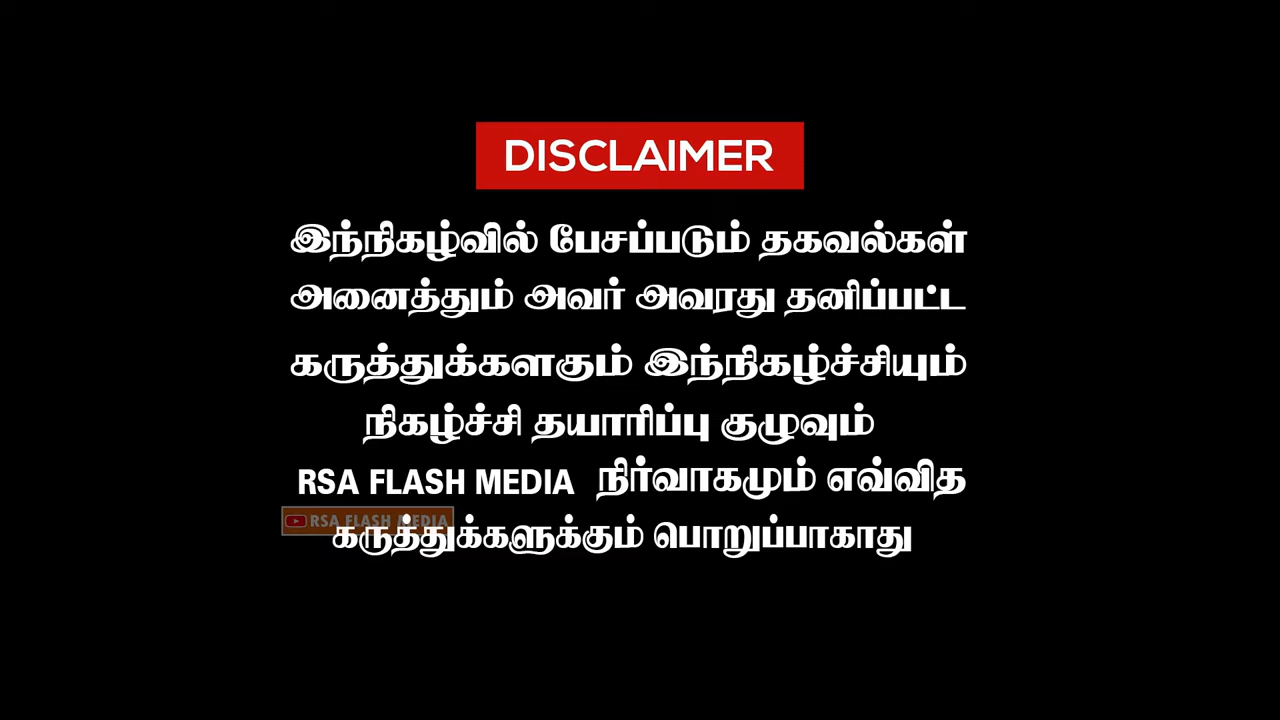 DISCLAIMER
இந்நிகழ்வில் பேசப்படும் தகவல்கள்
அனைத்தும் அவர் அவரது தனிப்பட்ட
கருத்துக்களகும் இந்நிகழ்ச்சியும்
நிகழ்ச்சி தயாரிப்பு குழுவும்
RSA FLASH MEDIA நிர்வாகமும் எவ்வித
RSA FLASH MEDIA
கருத்துக்களுக்கும் பொறுப்பாகாது